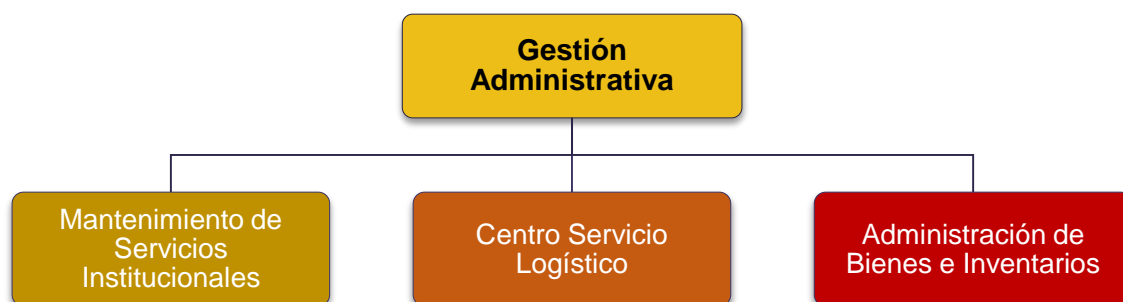 Gestión
Administrativa
Mantenimiento de
Servicios
Institucionales
Centro Servicio
Logístico
Administración de
Bienes e Inventarios